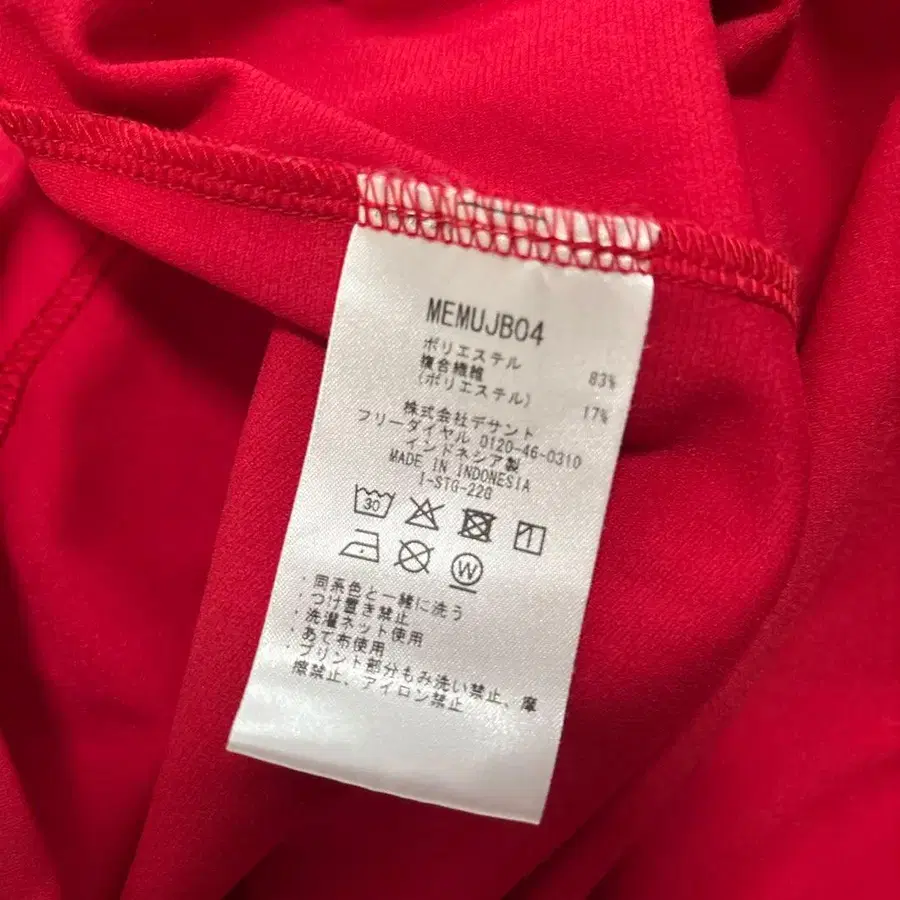 MEMUJB04
ポリエステル 83%
複合繊維
(ポリエステル) 17%
株式会社デサント
フリーダイヤル 0120-46-0310
インドネシア製
MADE IN INDONESIA
I-STG-22G
30
W
・同系色と一緒に洗う
・つけ置き禁止
・洗濯ネット使用
・あて布使用
・プリント部分もみ洗い禁止、摩
擦禁止、アイロン禁止